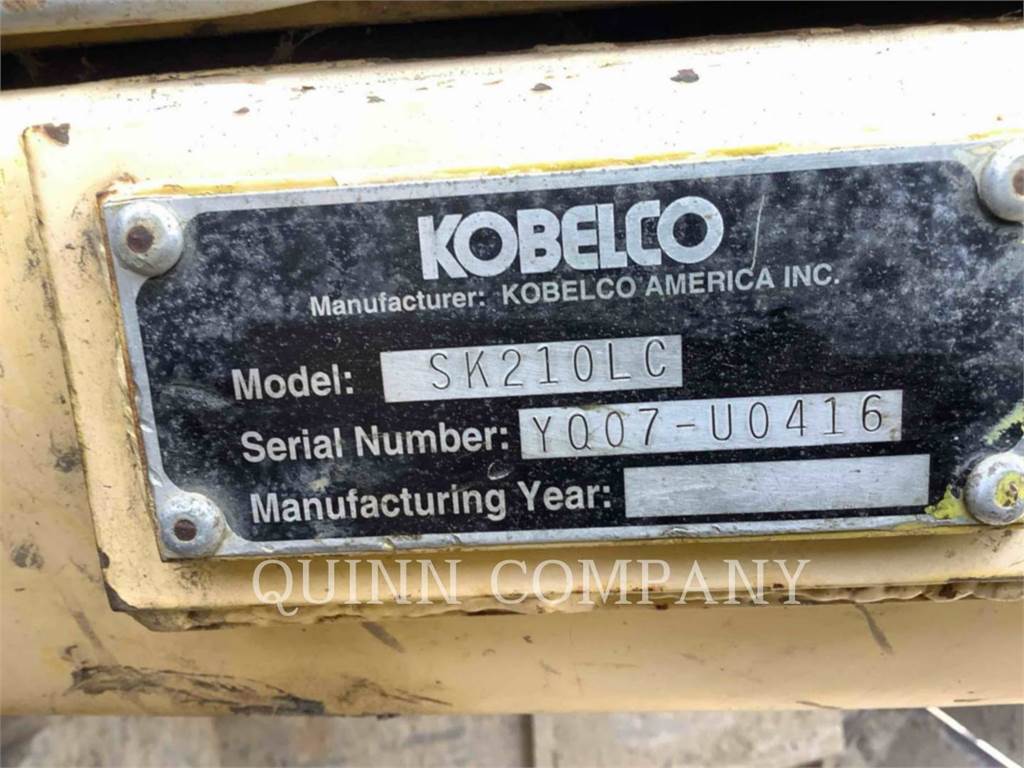 KOBELCO
Manufacturer: KOBELCO AMERICA INC.
Model: SK210LC
Serial Number: YQ07-U0416
Manufacturing Year:
QUINN COMPANY